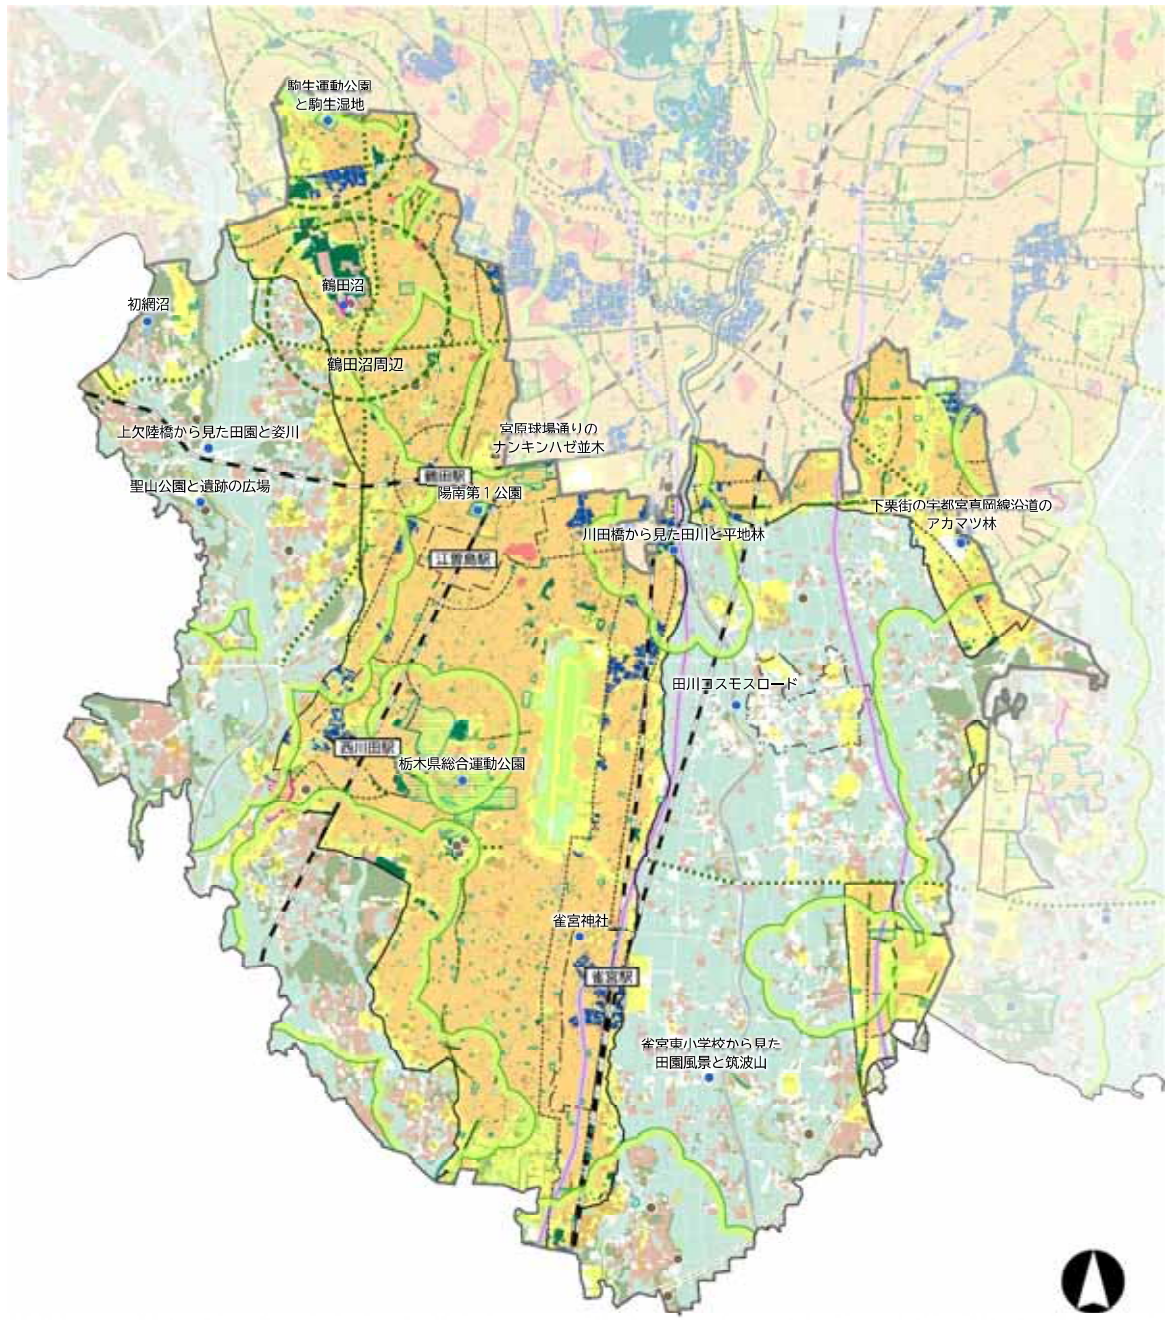 駒生運動公園
と駒生湿地
鶴田沼
初網沼
鶴田沼周辺
上欠陸橋から見た田園と姿川
宮原球場通りの
ナンキンハゼ並木
鶴田駅
聖山公園と遺跡の広場
陽南第1公園
下栗街の宇都宮真岡線沿道の
アカマツ林
川田橋から見た田川と平地林
江曽島駅
田川コスモスロード
西川田駅
栃木県総合運動公園
雀宮神社
雀宮駅
雀宮東小学校から見た
田園風景と筑波山